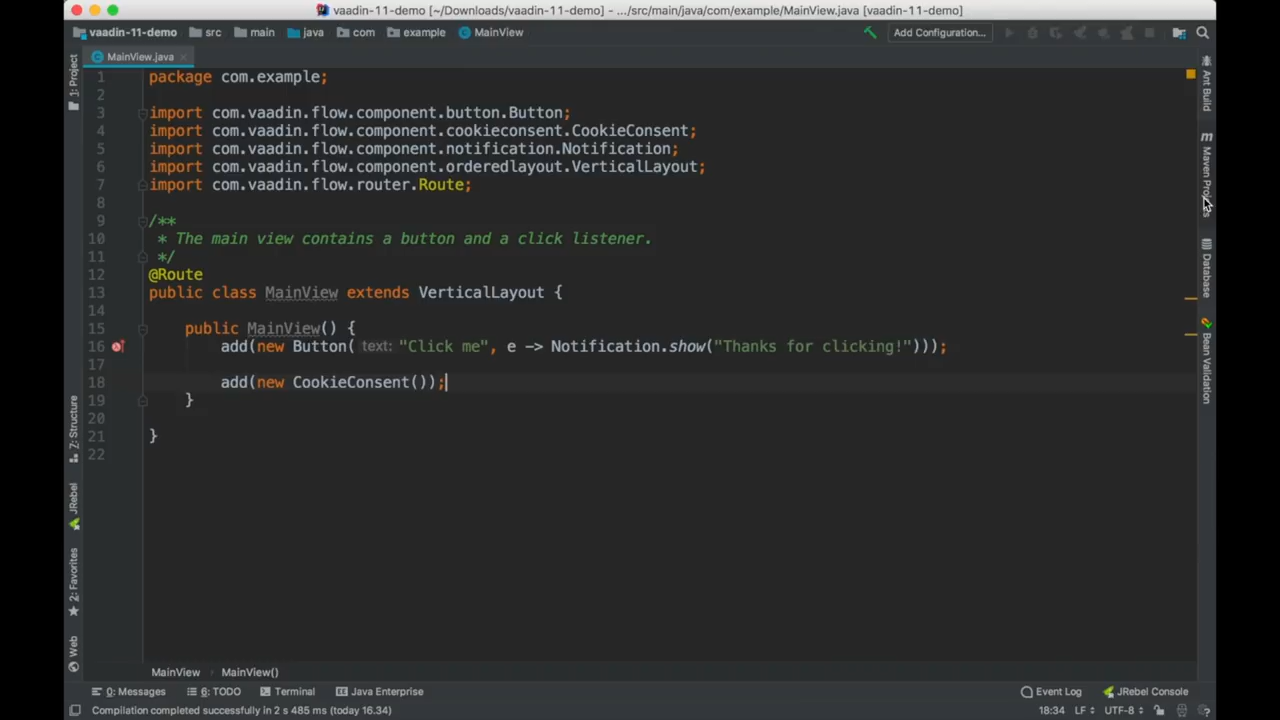 vaadin-11-demo [~/Downloads/vaadin-11-demo] - .../src/main/java/com/example/MainView.java [vaadin-11-demo]
vaadin-11-demo src main java com example MainView Add Configuration...
MainView.java
1: Project
1 package com.example;
2
3 import com.vaadin.flow.component.button.Button;
4 import com.vaadin.flow.component.cookieconsent.CookieConsent;
5 import com.vaadin.flow.component.notification.Notification;
6 import com.vaadin.flow.component.orderedlayout.VerticalLayout;
7 import com.vaadin.flow.router.Route;
8
9 /**
10 * The main view contains a button and a click listener.
11 */
12 @Route
13 public class MainView extends VerticalLayout {
14
15 public MainView() {
16 add(new Button( text: "Click me", e -> Notification.show("Thanks for clicking!")));
17
18 add(new CookieConsent());
19 }
20
21 }
22
Z: Structure
JRebel
2: Favorites
Web
Ant Build
m Maven Projects
Database
Bean Validation
MainView › MainView()
0: Messages 6: TODO Terminal Java Enterprise Event Log JRebel Console
Compilation completed successfully in 2 s 485 ms (today 16.34) 18:34 LF UTF-8